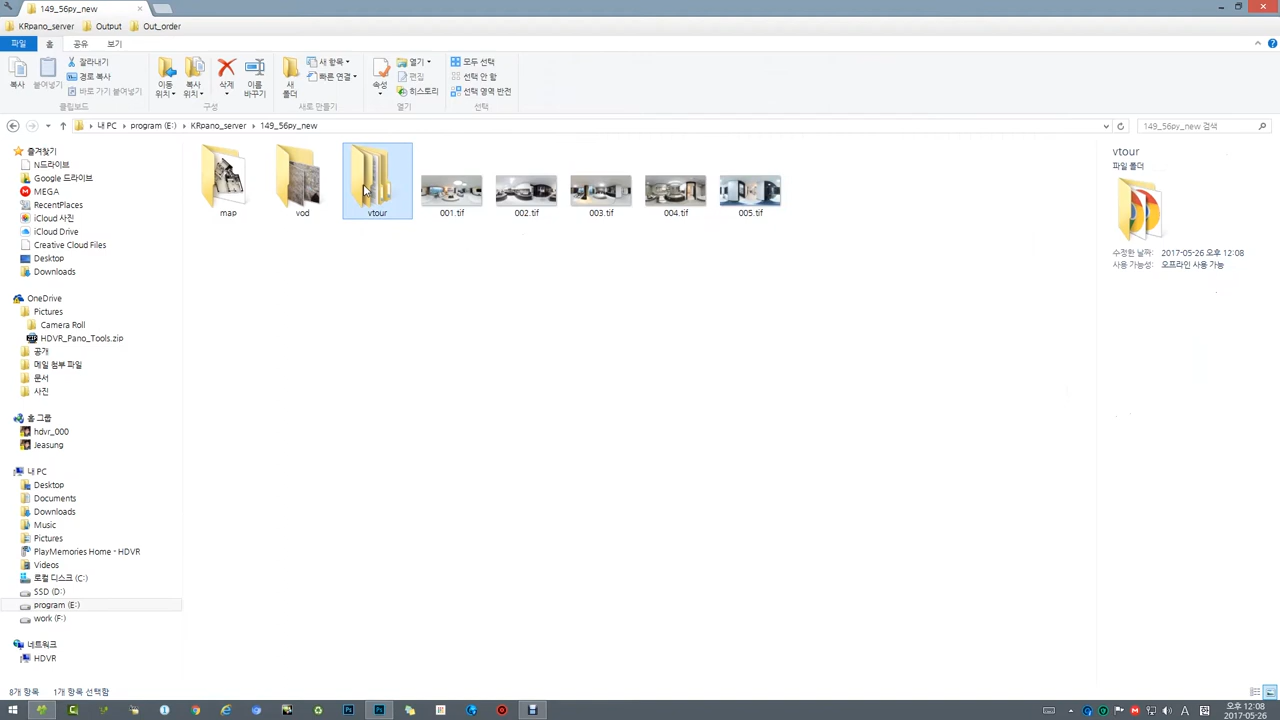 149_56py_new
KRpano_server Output Out_order
파일 홈 공유 보기
복사 붙여넣기 잘라내기 경로 복사 바로 가기 붙여넣기 클립보드
이동 위치 복사 위치 삭제 이름 바꾸기 구성
새 폴더 새 항목 빠른 연결 새로 만들기
속성 열기 편집 히스토리 열기
모두 선택 선택 안 함 선택 영역 반전 선택
내 PC program (E:) KRpano_server 149_56py_new
149_56py_new 검색
즐겨찾기
N드라이브
Google 드라이브
MEGA
RecentPlaces
iCloud 사진
iCloud Drive
Creative Cloud Files
Desktop
Downloads
OneDrive
Pictures
Camera Roll
HDVR_Pano_Tools.zip
공개
메일 첨부 파일
문서
사진
홈 그룹
hdvr_000
Jeasung
내 PC
Desktop
Documents
Downloads
Music
Pictures
PlayMemories Home - HDVR
Videos
로컬 디스크 (C:)
SSD (D:)
program (E:)
work (F:)
네트워크
HDVR
map vod vtour 001.tif 002.tif 003.tif 004.tif 005.tif
vtour
파일 폴더
수정한 날짜: 2017-05-26 오후 12:08
사용 가능성: 오프라인 사용 가능
8개 항목 1개 항목 선택함
오후 12:08
2017-05-26